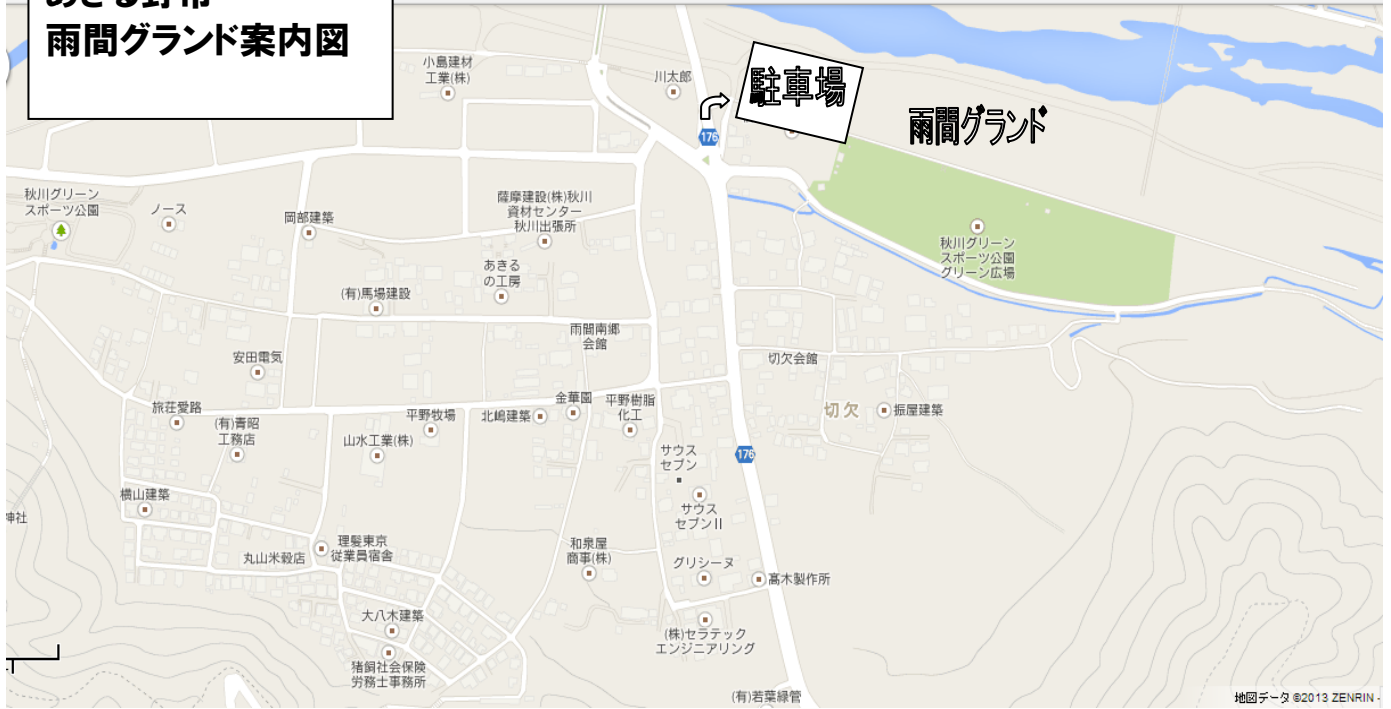 あきる野市
雨間グランド案内図
小島建材
工業(株)
川太郎
駐車場
雨間グランド
176
秋川グリーン
スポーツ公園
ノース
岡部建築
薩摩建設(株)秋川
資材センター
秋川出張所
秋川グリーン
スポーツ公園
グリーン広場
あきる
の工房
(有)馬場建設
雨間南郷
会館
安田電気
切欠会館
旅荘愛路
(有)青昭
工務店
平野牧場
北嶋建築
金華園
平野樹脂
化工
切欠
振屋建築
山水工業(株)
サウス
セブン
176
横山建築
サウス
セブンII
神社
丸山米穀店
理髪東京
従業員宿舎
和泉屋
商事(株)
グリシーヌ
髙木製作所
大八木建築
(株)セラテック
エンジニアリング
猪飼社会保険
労務士事務所
(有)若葉緑管
地図データ ©2013 ZENRIN -